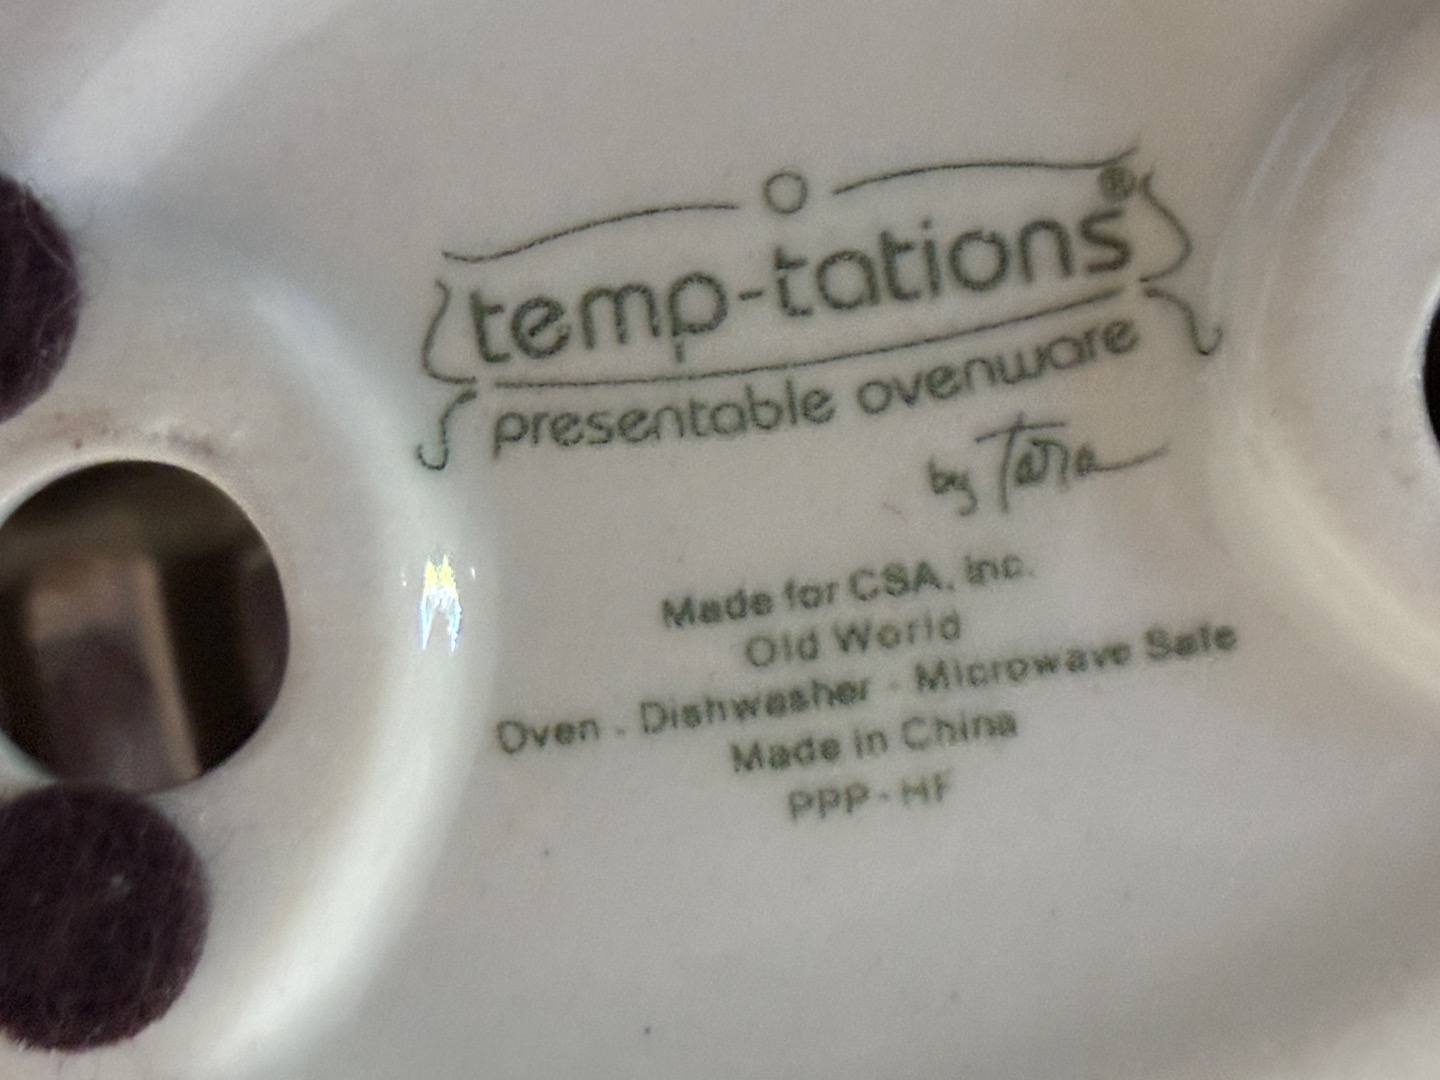 temp-tations®
presentable ovenware
by Tara
Made for CSA, Inc.
Old World
Oven . Dishwasher - Microwave Safe
Made in China
PPP-HF